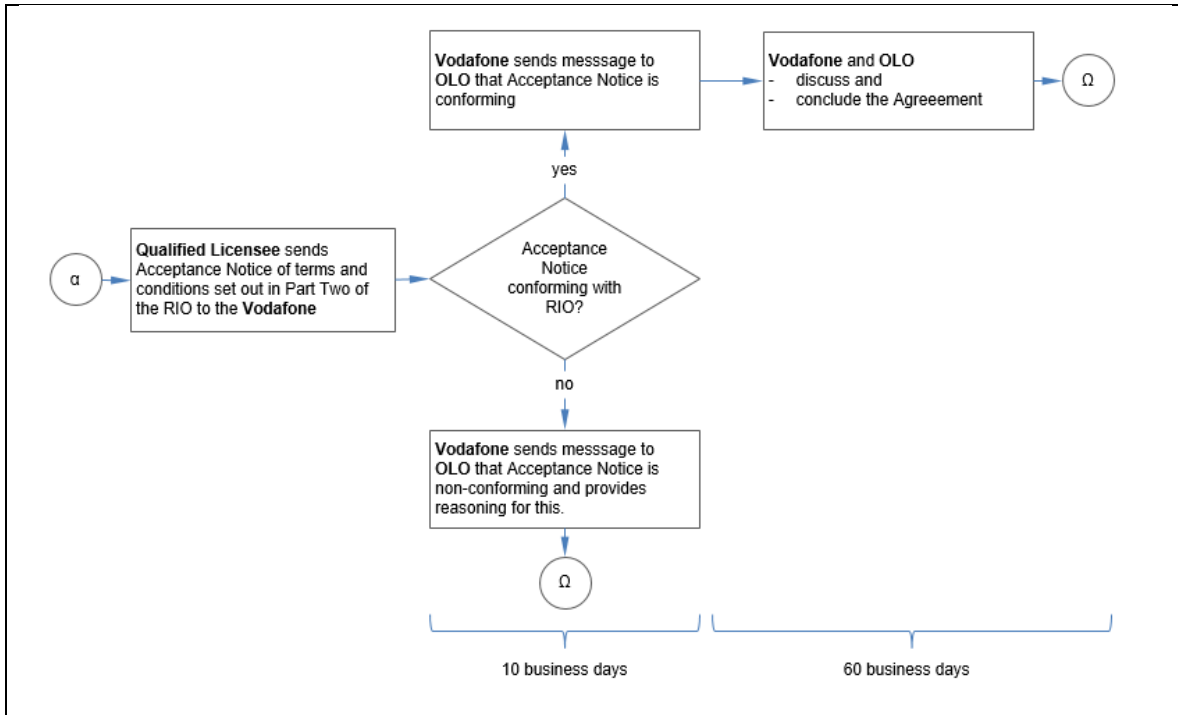 Vodafone sends messsage to
OLO that Acceptance Notice is
conforming
Vodafone and OLO
- discuss and
- conclude the Agreeement
Ω
yes
α
Qualified Licensee sends
Acceptance Notice of terms and
conditions set out in Part Two of
the RIO to the Vodafone
Acceptance
Notice
conforming with
RIO?
no
Vodafone sends messsage to
OLO that Acceptance Notice is
non-conforming and provides
reasoning for this.
Ω
10 business days
60 business days